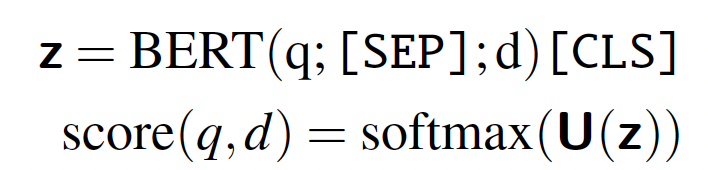 z = BERT(q; [SEP]; d)[CLS]
score(q, d) = softmax(U(z))